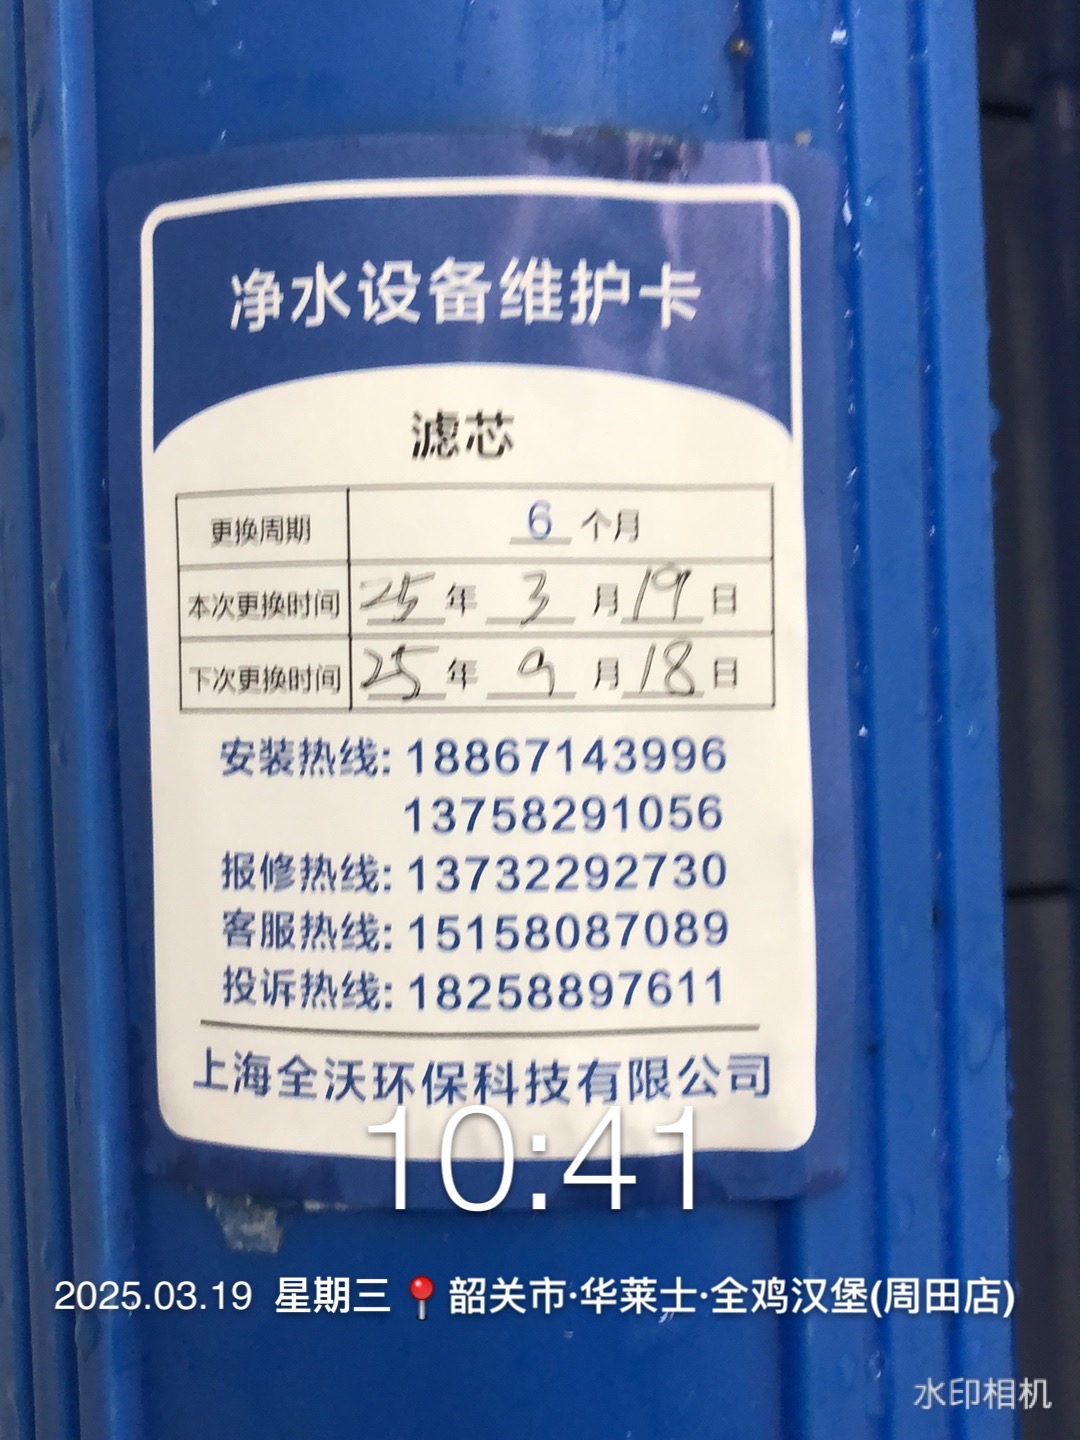 净水设备维护卡
滤芯
更换周期 6 个月
本次更换时间 25 年 3 月 19 日
下次更换时间 25 年 9 月 18 日
安装热线: 18867143996
13758291056
报修热线: 13732292730
客服热线: 15158087089
投诉热线: 18258897611
上海全沃环保科技有限公司
10:41
2025.03.19 星期三 📍韶关市·华莱士·全鸡汉堡(周田店)
水印相机